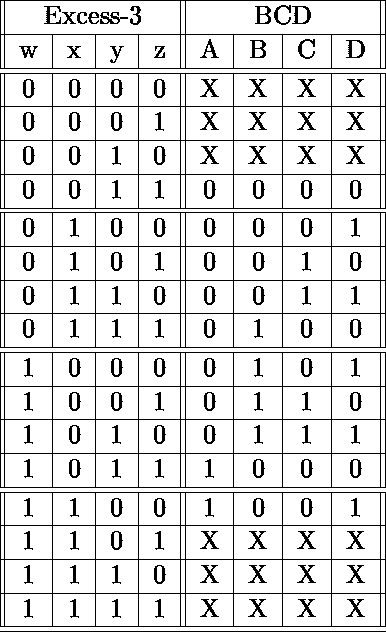 Excess-3 BCD
w x y z A B C D
0 0 0 0 X X X X
0 0 0 1 X X X X
0 0 1 0 X X X X
0 0 1 1 0 0 0 0
0 1 0 0 0 0 0 1
0 1 0 1 0 0 1 0
0 1 1 0 0 0 1 1
0 1 1 1 0 1 0 0
1 0 0 0 0 1 0 1
1 0 0 1 0 1 1 0
1 0 1 0 0 1 1 1
1 0 1 1 1 0 0 0
1 1 0 0 1 0 0 1
1 1 0 1 X X X X
1 1 1 0 X X X X
1 1 1 1 X X X X